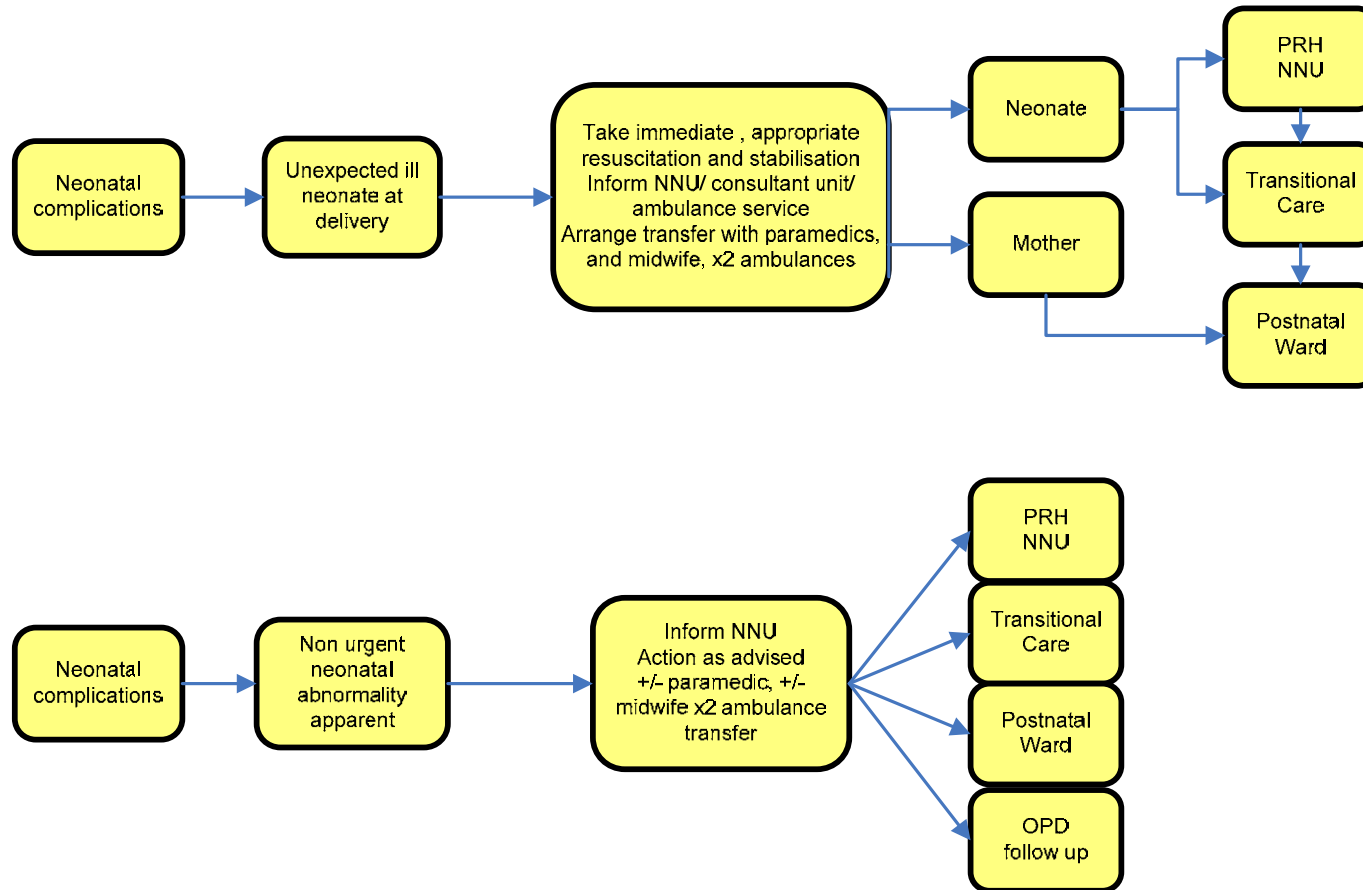 Neonatal
complications
Unexpected ill
neonate at
delivery
Take immediate , appropriate
resuscitation and stabilisation
Inform NNU/ consultant unit/
ambulance service
Arrange transfer with paramedics,
and midwife, x2 ambulances
Neonate
Mother
PRH
NNU
Transitional
Care
Postnatal
Ward
Neonatal
complications
Non urgent
neonatal
abnormality
apparent
Inform NNU
Action as advised
+/- paramedic, +/-
midwife x2 ambulance
transfer
PRH
NNU
Transitional
Care
Postnatal
Ward
OPD
follow up